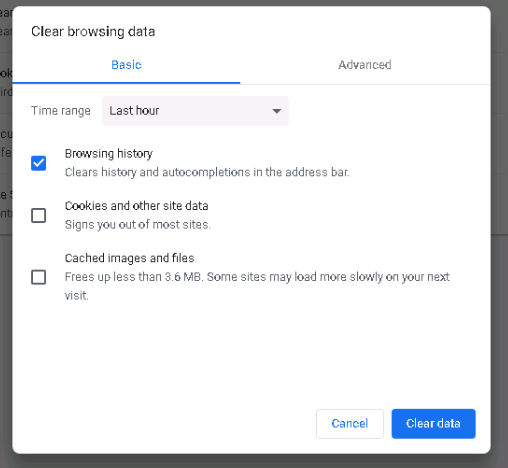 Clear browsing data
Basic
Advanced
Time range
Last hour
Browsing history
Clears history and autocompletions in the address bar.
Cookies and other site data
Signs you out of most sites.
Cached images and files
Frees up less than 3.6 MB. Some sites may load more slowly on your next
visit.
Cancel
Clear data